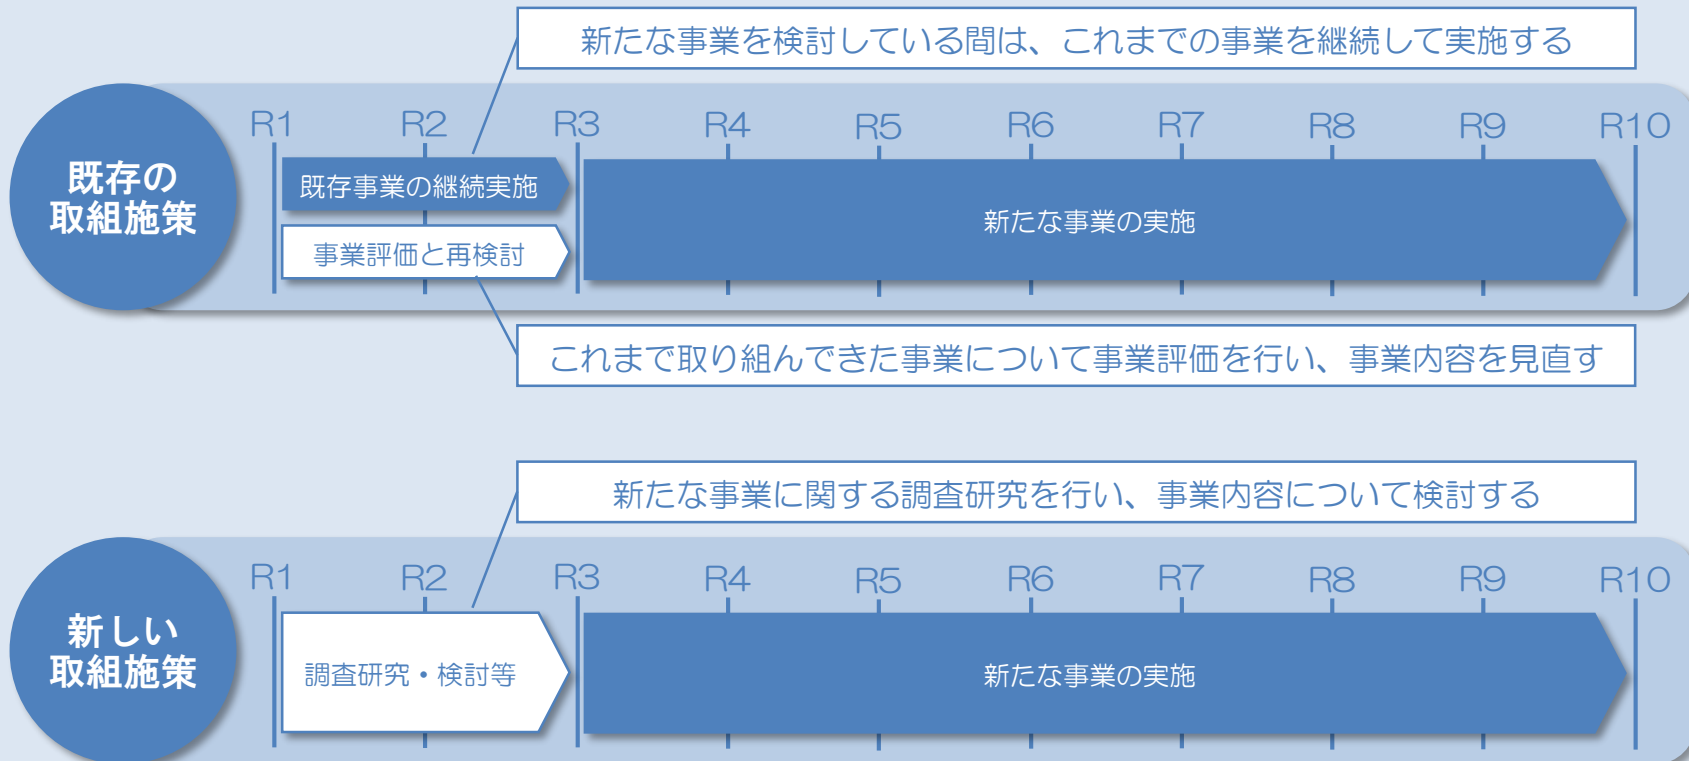 新たな事業を検討している間は、これまでの事業を継続して実施する
R1 R2 R3 R4 R5 R6 R7 R8 R9 R10
既存の
取組施策
既存事業の継続実施
事業評価と再検討
新たな事業の実施
これまで取り組んできた事業について事業評価を行い、事業内容を見直す
新たな事業に関する調査研究を行い、事業内容について検討する
R1 R2 R3 R4 R5 R6 R7 R8 R9 R10
新しい
取組施策
調査研究・検討等
新たな事業の実施